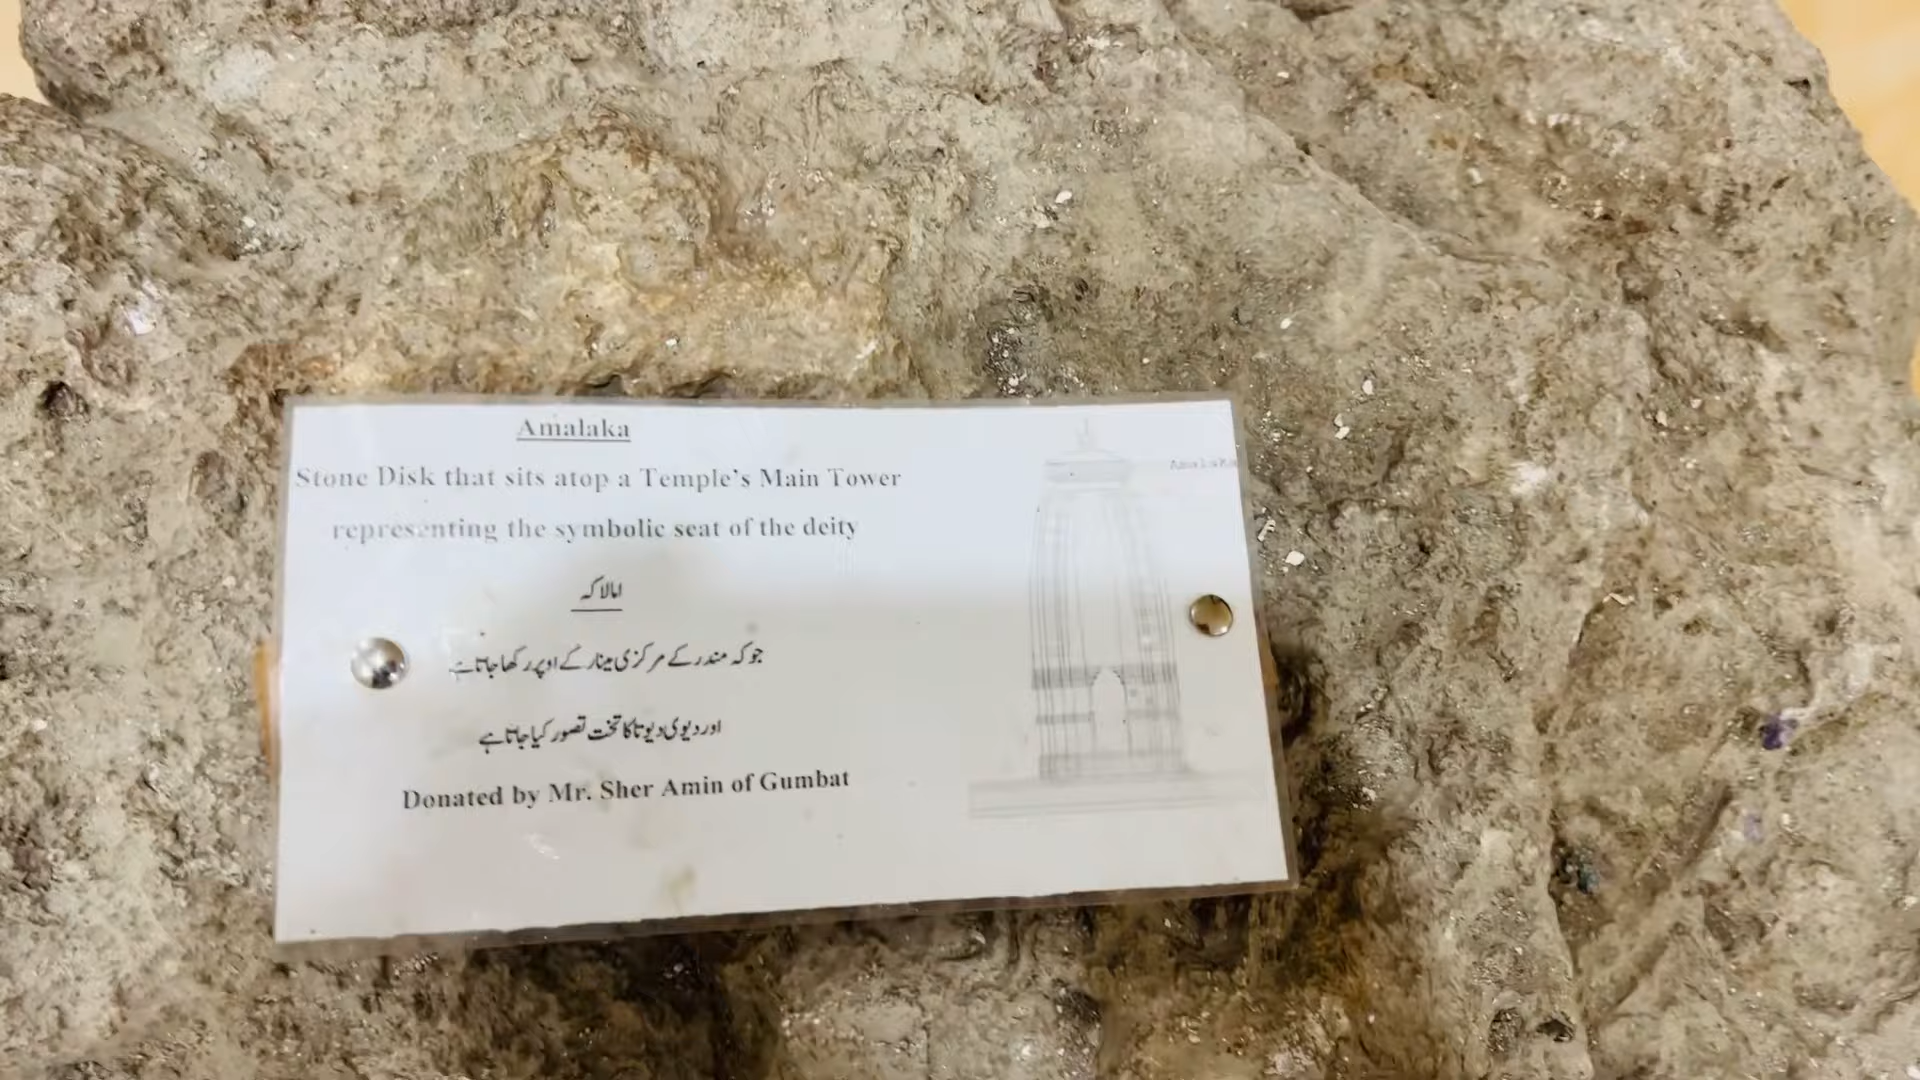 Amalaka
Stone Disk that sits atop a Temple's Main Tower
Amalaka
representing the symbolic seat of the deity
امالاکہ
جو کہ مندر کے مرکزی مینار کے اوپر رکھا جاتا ہے
اور دیوی دیوتا کا تخت تصور کیا جاتا ہے
Donated by Mr. Sher Amin of Gumbat